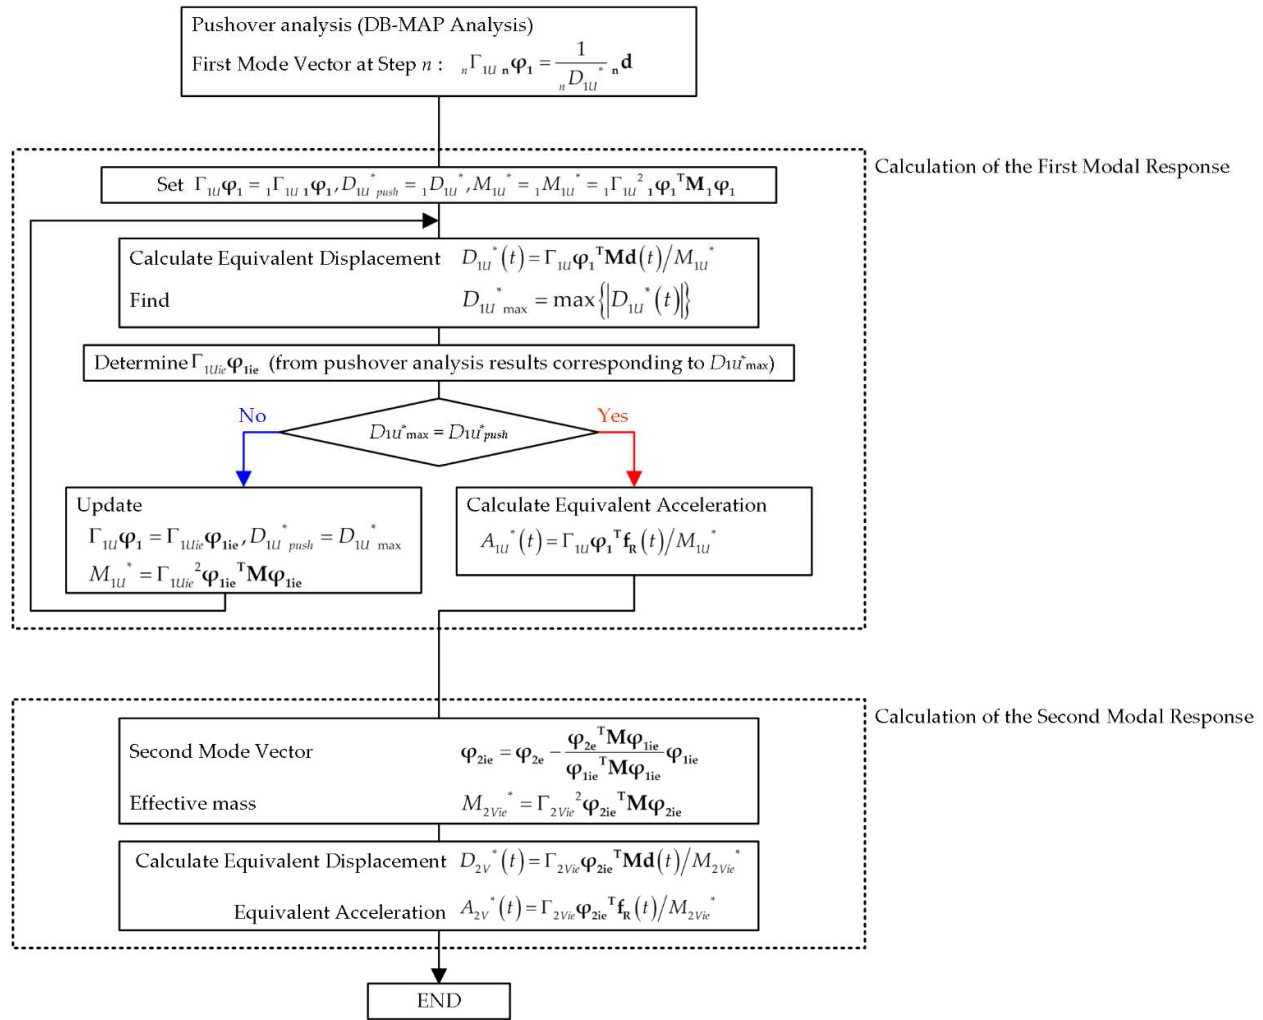 Pushover analysis (DB-MAP Analysis)
First Mode Vector at Step n : ₙΓ₁U ₙφ₁ = 1 / ₙD₁U* ₙd
Calculation of the First Modal Response
Set Γ₁Uφ₁ = ₁Γ₁U ₁φ₁, D₁U*push = ₁D₁U*, M₁U* = ₁M₁U* = ₁Γ₁U² ₁φ₁ᵀM₁φ₁
Calculate Equivalent Displacement D₁U*(t) = Γ₁Uφ₁ᵀMd(t)/M₁U*
Find D₁U*max = max{|D₁U*(t)|}
Determine Γ₁Uieφ₁ie (from pushover analysis results corresponding to D₁U*max)
No
Yes
D₁U*max = D₁U*push
Update
Γ₁Uφ₁ = Γ₁Uieφ₁ie, D₁U*push = D₁U*max
M₁U* = Γ₁Uie²φ₁ieᵀMφ₁ie
Calculate Equivalent Acceleration
A₁U*(t) = Γ₁Uφ₁ᵀf_R(t)/M₁U*
Calculation of the Second Modal Response
Second Mode Vector φ₂ie = φ₂e − φ₂eᵀMφ₁ie / φ₁ieᵀMφ₁ie φ₁ie
Effective mass M₂Vie* = Γ₂Vie²φ₂ieᵀMφ₂ie
Calculate Equivalent Displacement D₂V*(t) = Γ₂Vieφ₂ieᵀMd(t)/M₂Vie*
Equivalent Acceleration A₂V*(t) = Γ₂Vieφ₂ieᵀf_R(t)/M₂Vie*
END